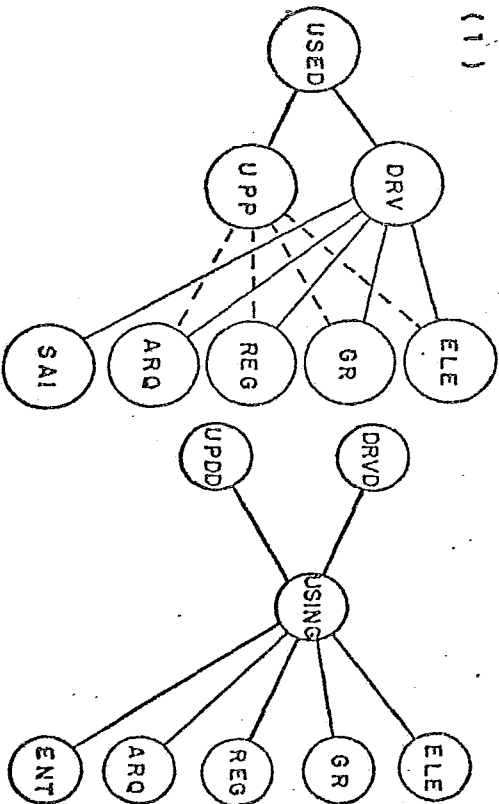 (1)
USED
DRV
UPP
ELE
GR
REG
ARQ
SAI
DRVD
UPDD
USING
ELE
GR
REG
ARQ
ENT